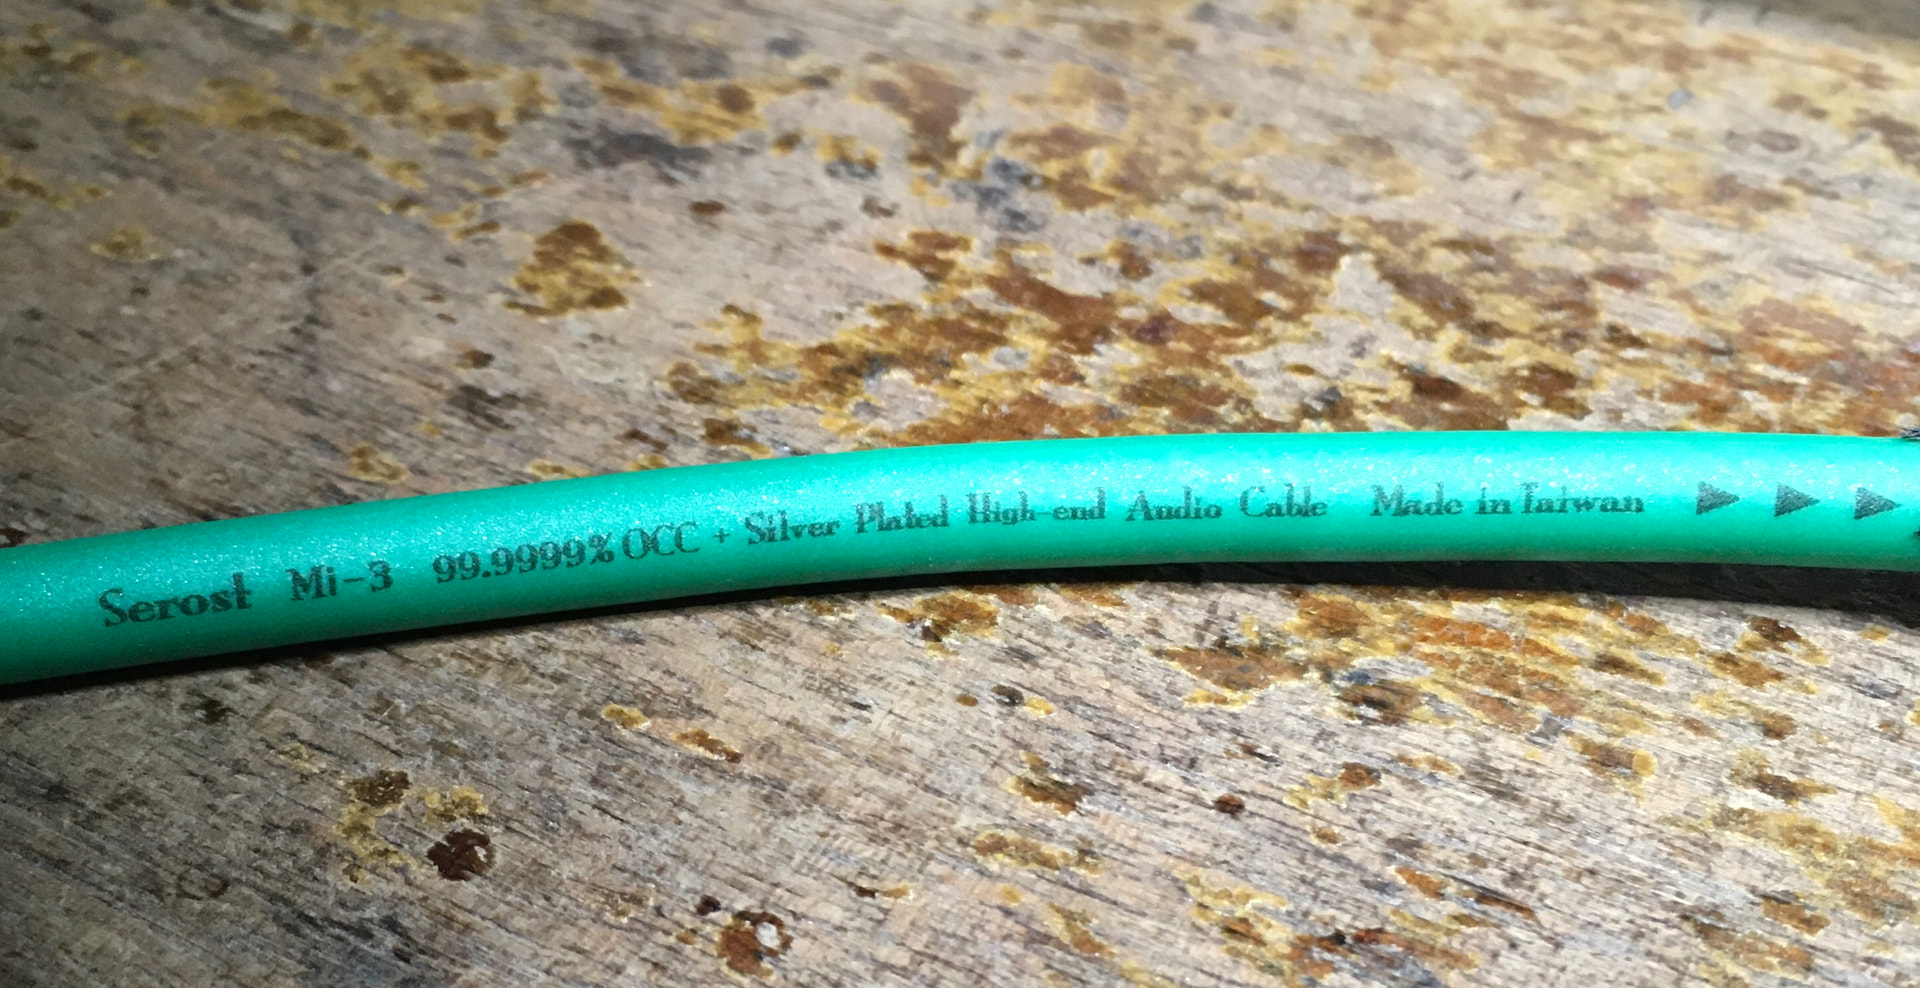 Serost Mi-3 99.9999% OCC + Silver Plated High-end Audio Cable Made in Taiwan